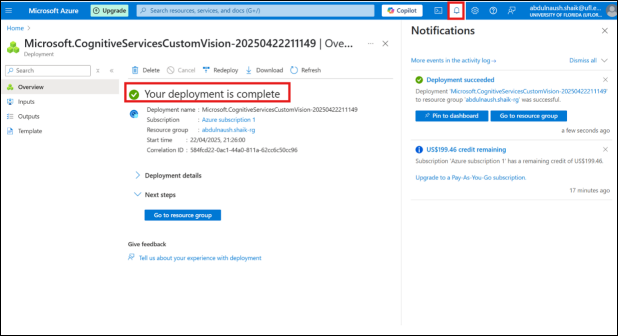 Microsoft Azure
Upgrade
Search resources, services, and docs (G+/)
Copilot
abdulnaush.shaik@ufl.e...
UNIVERSITY OF FLORIDA (UFLOR...
Home >
Microsoft.CognitiveServicesCustomVision-20250422211149 | Ove...
Deployment
Search
Delete
Cancel
Redeploy
Download
Refresh
Overview
Inputs
Outputs
Template
Your deployment is complete
Deployment name : Microsoft.CognitiveServicesCustomVision-20250422211149
Subscription : Azure subscription 1
Resource group : abdulnaush.shaik-rg
Start time : 22/04/2025, 21:26:00
Correlation ID : 584fcd22-0ac1-44a0-811a-62cc6c50cc96
Deployment details
Next steps
Go to resource group
Give feedback
Tell us about your experience with deployment
Notifications
More events in the activity log →
Dismiss all
Deployment succeeded
Deployment 'Microsoft.CognitiveServicesCustomVision-20250422211149'
to resource group 'abdulnaush.shaik-rg' was successful.
Pin to dashboard
Go to resource group
a few seconds ago
US$199.46 credit remaining
Subscription 'Azure subscription 1' has a remaining credit of US$199.46.
Upgrade to a Pay-As-You-Go subscription.
17 minutes ago